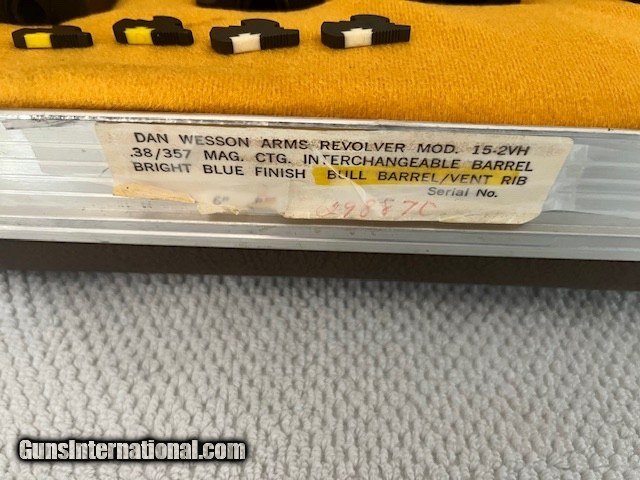 DAN WESSON ARMS REVOLVER MOD. 15-2VH
.38/357 MAG. CTG. INTERCHANGEABLE BARREL
BRIGHT BLUE FINISH BULL BARREL/VENT RIB
Serial No.
6"
GunsInternational.com